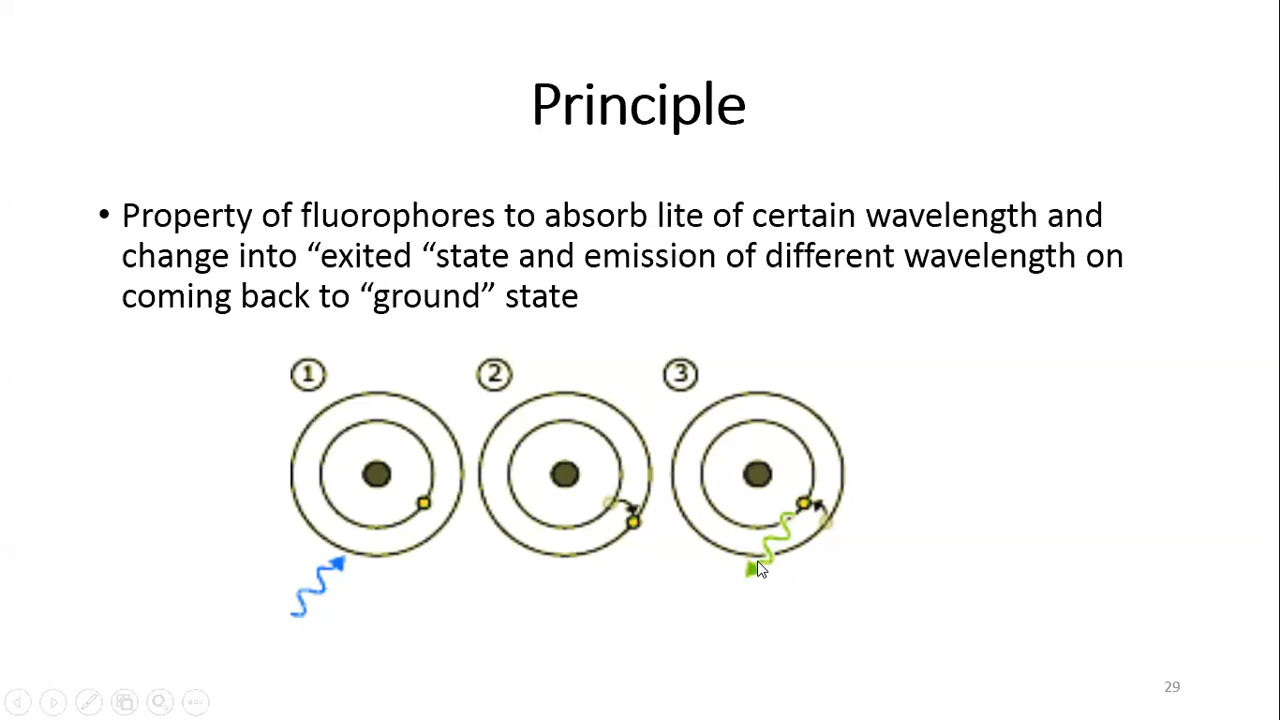 Principle
• Property of fluorophores to absorb lite of certain wavelength and
change into “exited “state and emission of different wavelength on
coming back to “ground” state
1 2 3
29